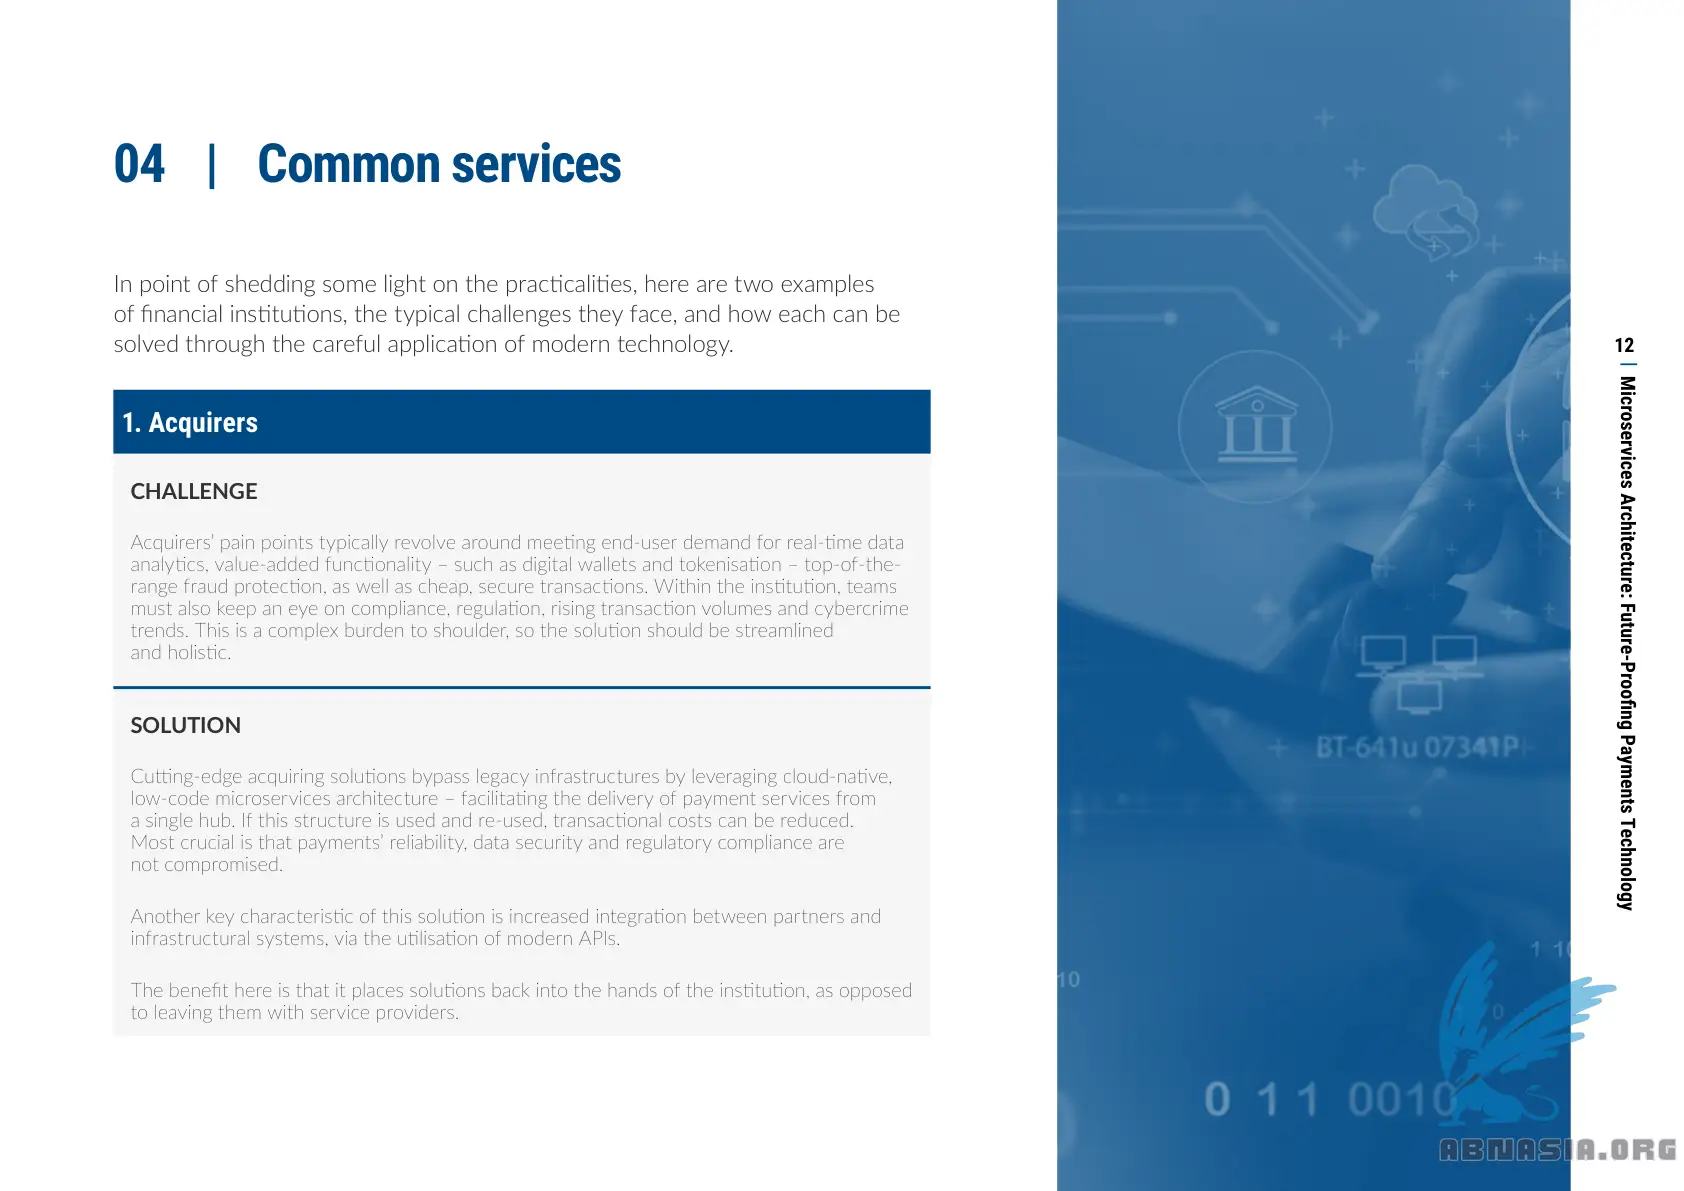 04 | Common services
In point of shedding some light on the practicalities, here are two examples
of financial institutions, the typical challenges they face, and how each can be
solved through the careful application of modern technology.
1. Acquirers
CHALLENGE
Acquirers’ pain points typically revolve around meeting end-user demand for real-time data
analytics, value-added functionality – such as digital wallets and tokenisation – top-of-the-
range fraud protection, as well as cheap, secure transactions. Within the institution, teams
must also keep an eye on compliance, regulation, rising transaction volumes and cybercrime
trends. This is a complex burden to shoulder, so the solution should be streamlined
and holistic.
SOLUTION
Cutting-edge acquiring solutions bypass legacy infrastructures by leveraging cloud-native,
low-code microservices architecture – facilitating the delivery of payment services from
a single hub. If this structure is used and re-used, transactional costs can be reduced.
Most crucial is that payments’ reliability, data security and regulatory compliance are
not compromised.
Another key characteristic of this solution is increased integration between partners and
infrastructural systems, via the utilisation of modern APIs.
The benefit here is that it places solutions back into the hands of the institution, as opposed
to leaving them with service providers.
BT-641u 07341P
1 10
10
0
0 1 1 0010
12
| Microservices Architecture: Future-Proofing Payments Technology
ABNASIA.ORG